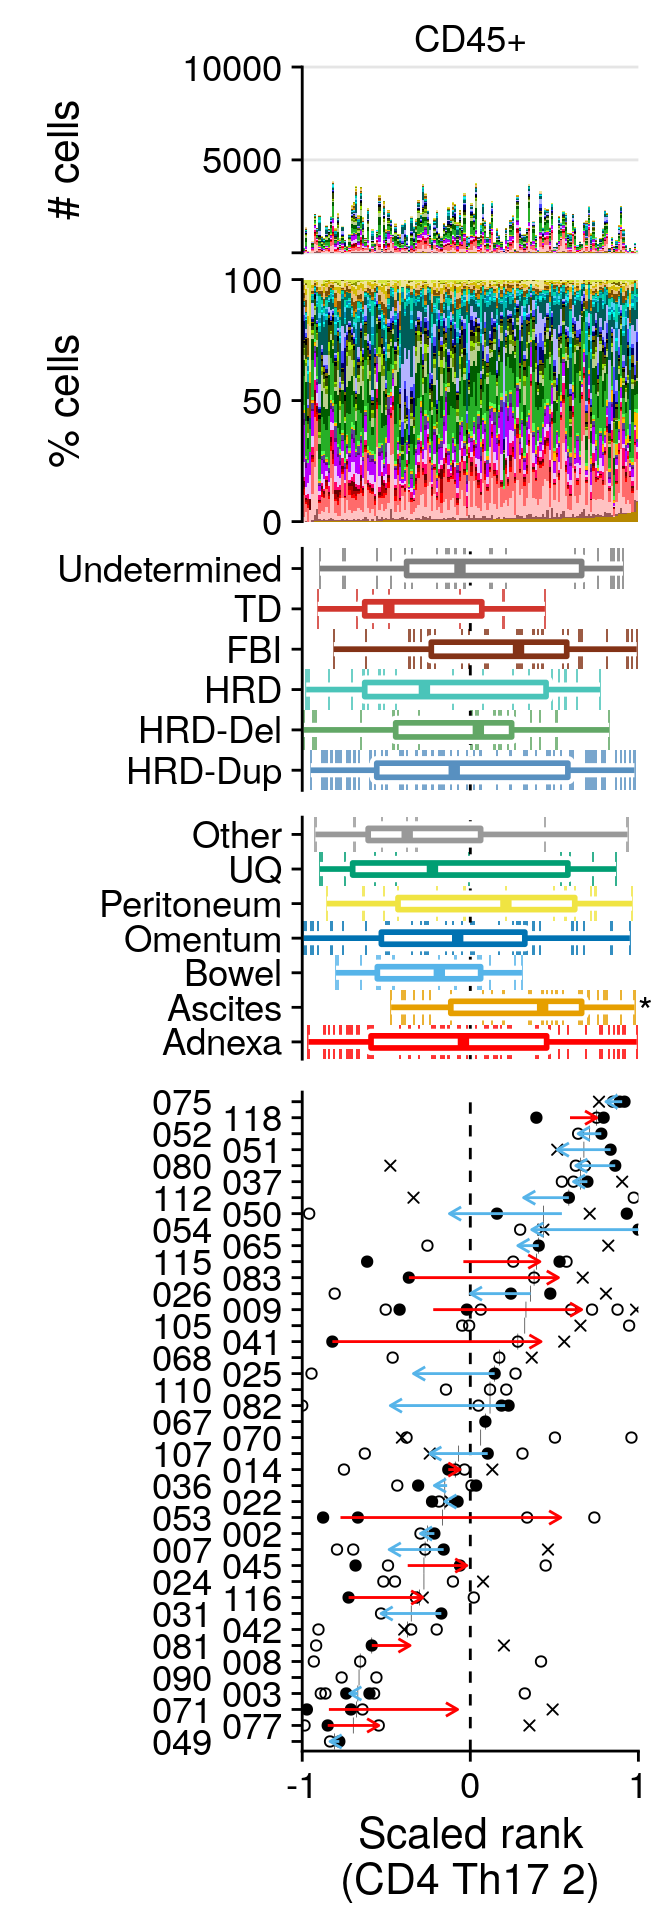 CD45+
10000
5000
# cells
100
50
0
% cells
Undetermined
TD
FBI
HRD
HRD-Del
HRD-Dup
Other
UQ
Peritoneum
Omentum
Bowel
Ascites
*
Adnexa
075
118
052
051
080
037
112
050
054
065
115
083
026
009
105
041
068
025
110
082
067
070
107
014
036
022
053
002
007
045
024
116
031
042
081
008
090
003
071
077
049
-1 0 1
Scaled rank
(CD4 Th17 2)